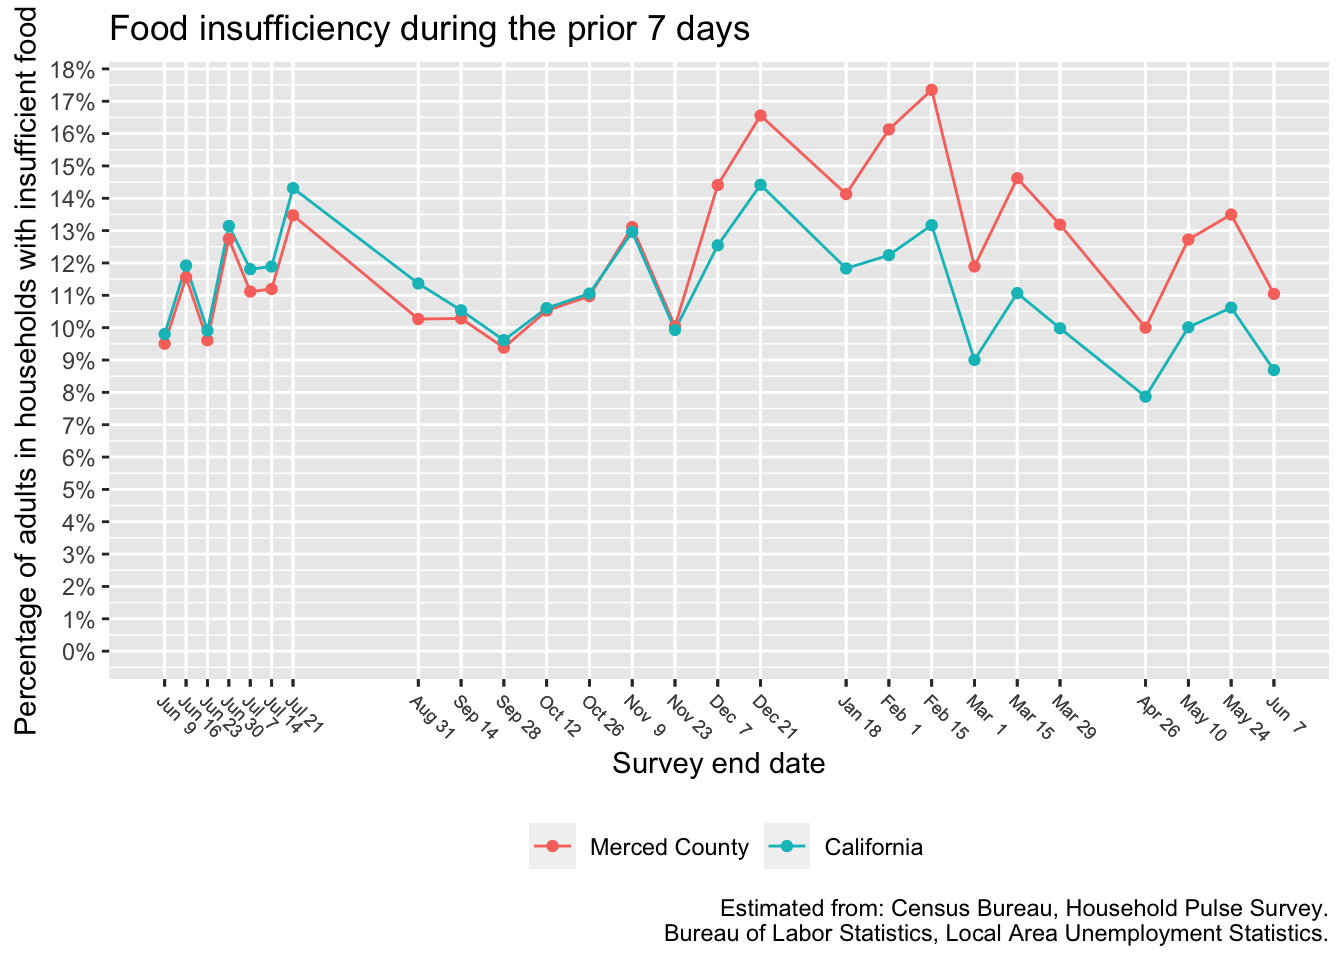 Food insufficiency during the prior 7 days
Percentage of adults in households with insufficient food
18%
17%
16%
15%
14%
13%
12%
11%
10%
9%
8%
7%
6%
5%
4%
3%
2%
1%
0%
Jun 9
Jun 16
Jun 23
Jun 30
Jul 7
Jul 14
Jul 21
Aug 31
Sep 14
Sep 28
Oct 12
Oct 26
Nov 9
Nov 23
Dec 7
Dec 21
Jan 18
Feb 1
Feb 15
Mar 1
Mar 15
Mar 29
Apr 26
May 10
May 24
Jun 7
Survey end date
Merced County
California
Estimated from: Census Bureau, Household Pulse Survey.
Bureau of Labor Statistics, Local Area Unemployment Statistics.